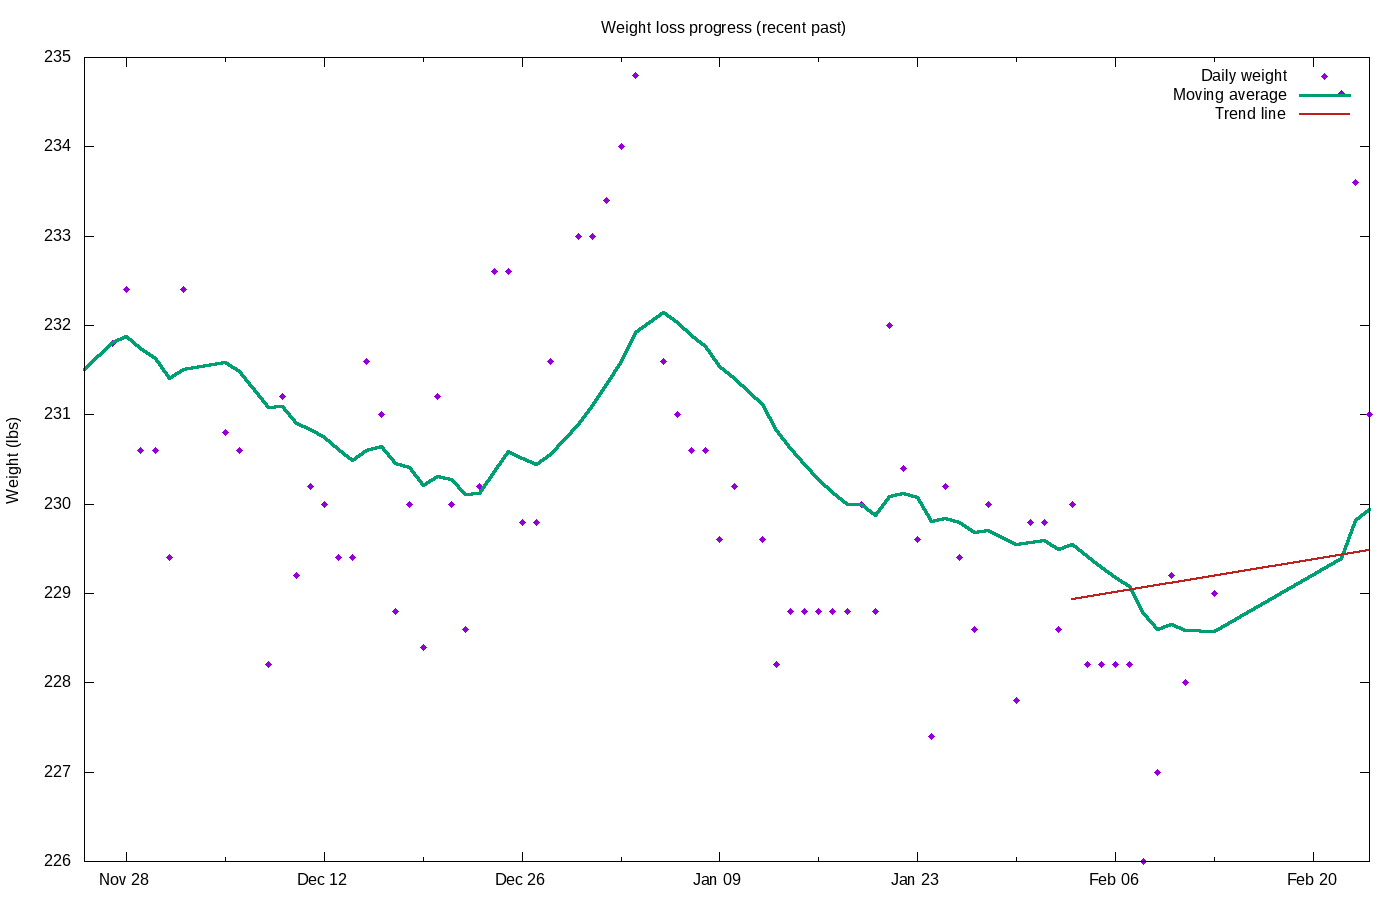 Weight loss progress (recent past)
235
234
233
232
231
230
229
228
227
226
Weight (lbs)
Daily weight
Moving average
Trend line
Nov 28 Dec 12 Dec 26 Jan 09 Jan 23 Feb 06 Feb 20